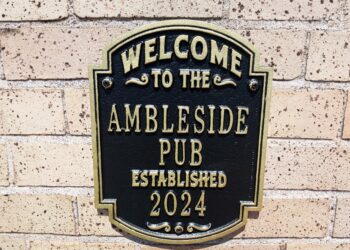 WELCOME
TO THE
AMBLESIDE
PUB
ESTABLISHED
2024